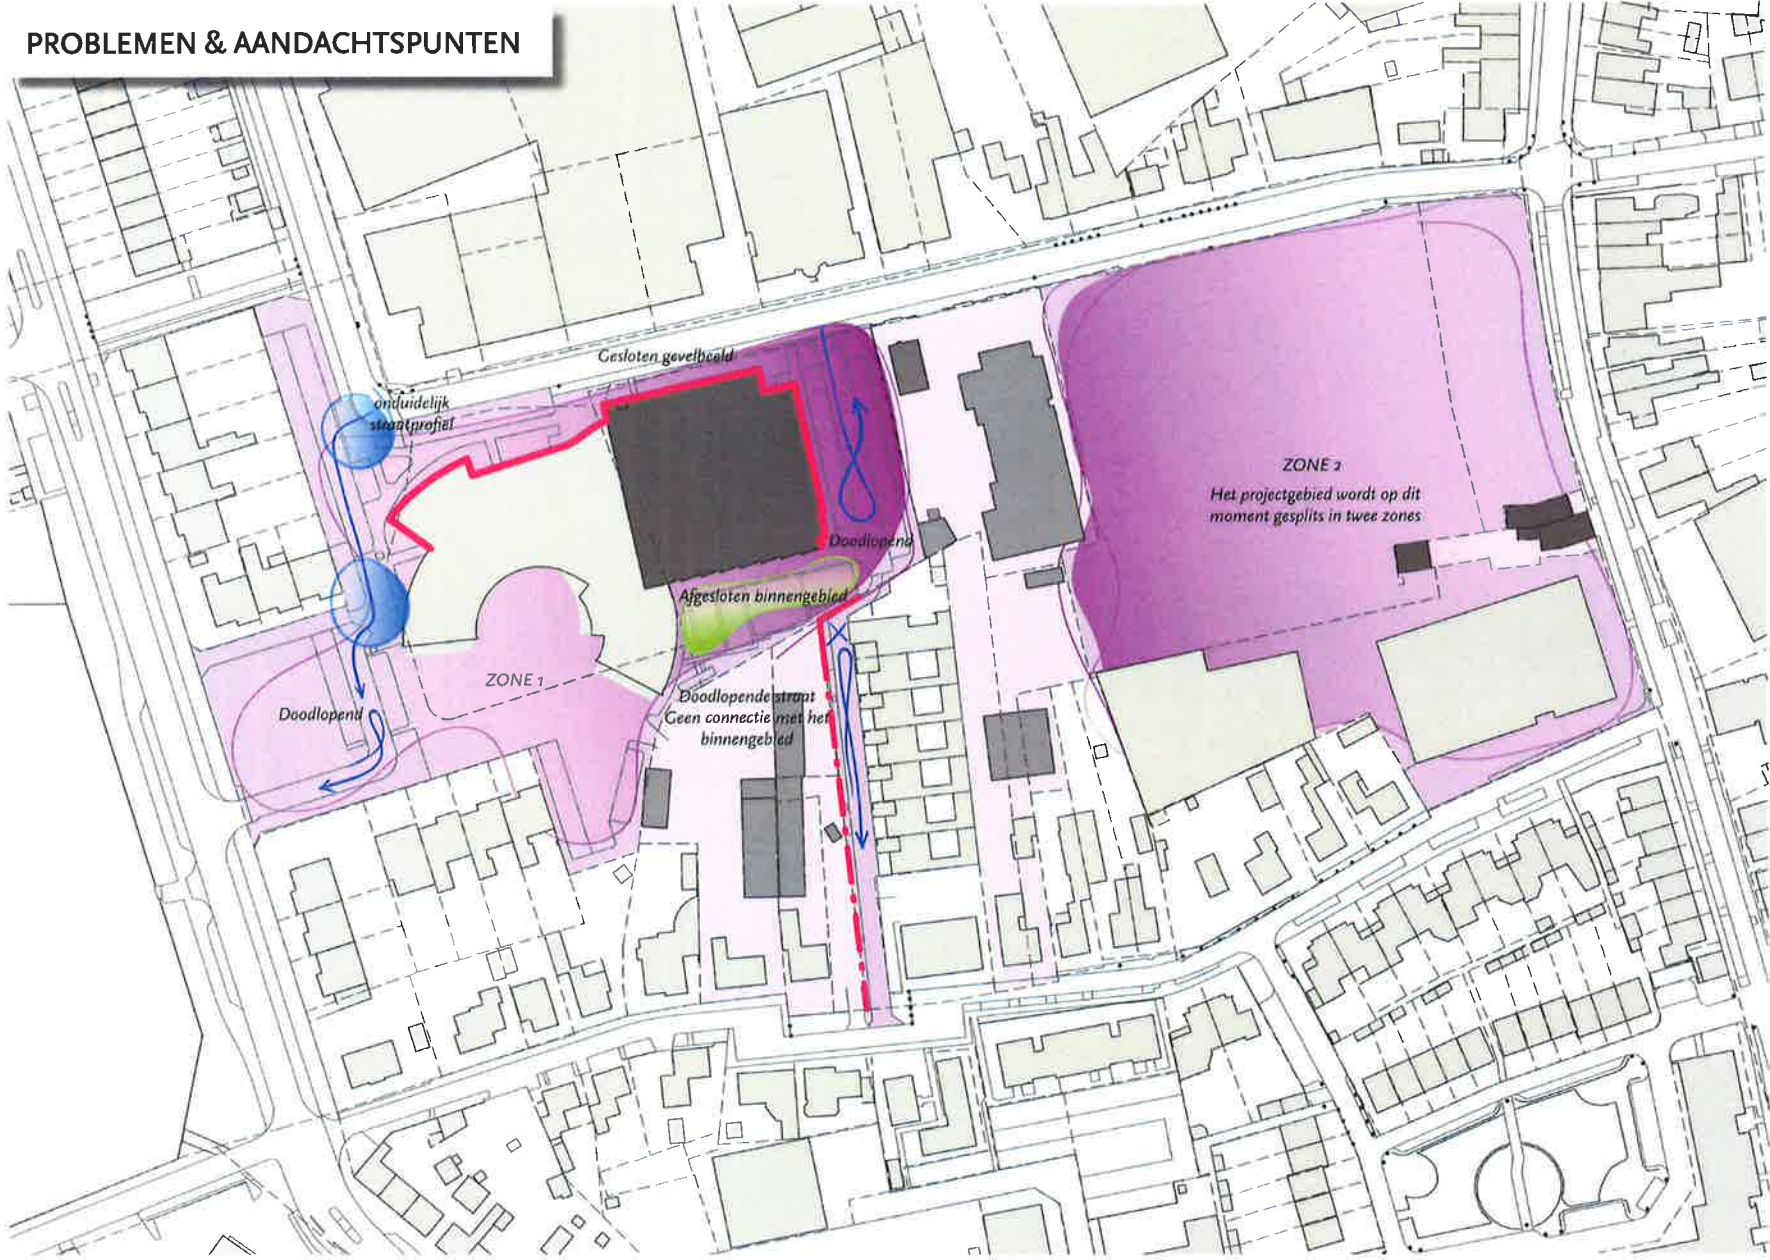 PROBLEMEN & AANDACHTSPUNTEN
Gesloten gevelbeeld
onduidelijk
straatprofiel
ZONE 2
Het projectgebied wordt op dit
moment gesplits in twee zones
Doodlopend
Afgesloten binnengebied
ZONE 1
Doodlopende straat
Geen connectie met het
binnengebied
Doodlopend